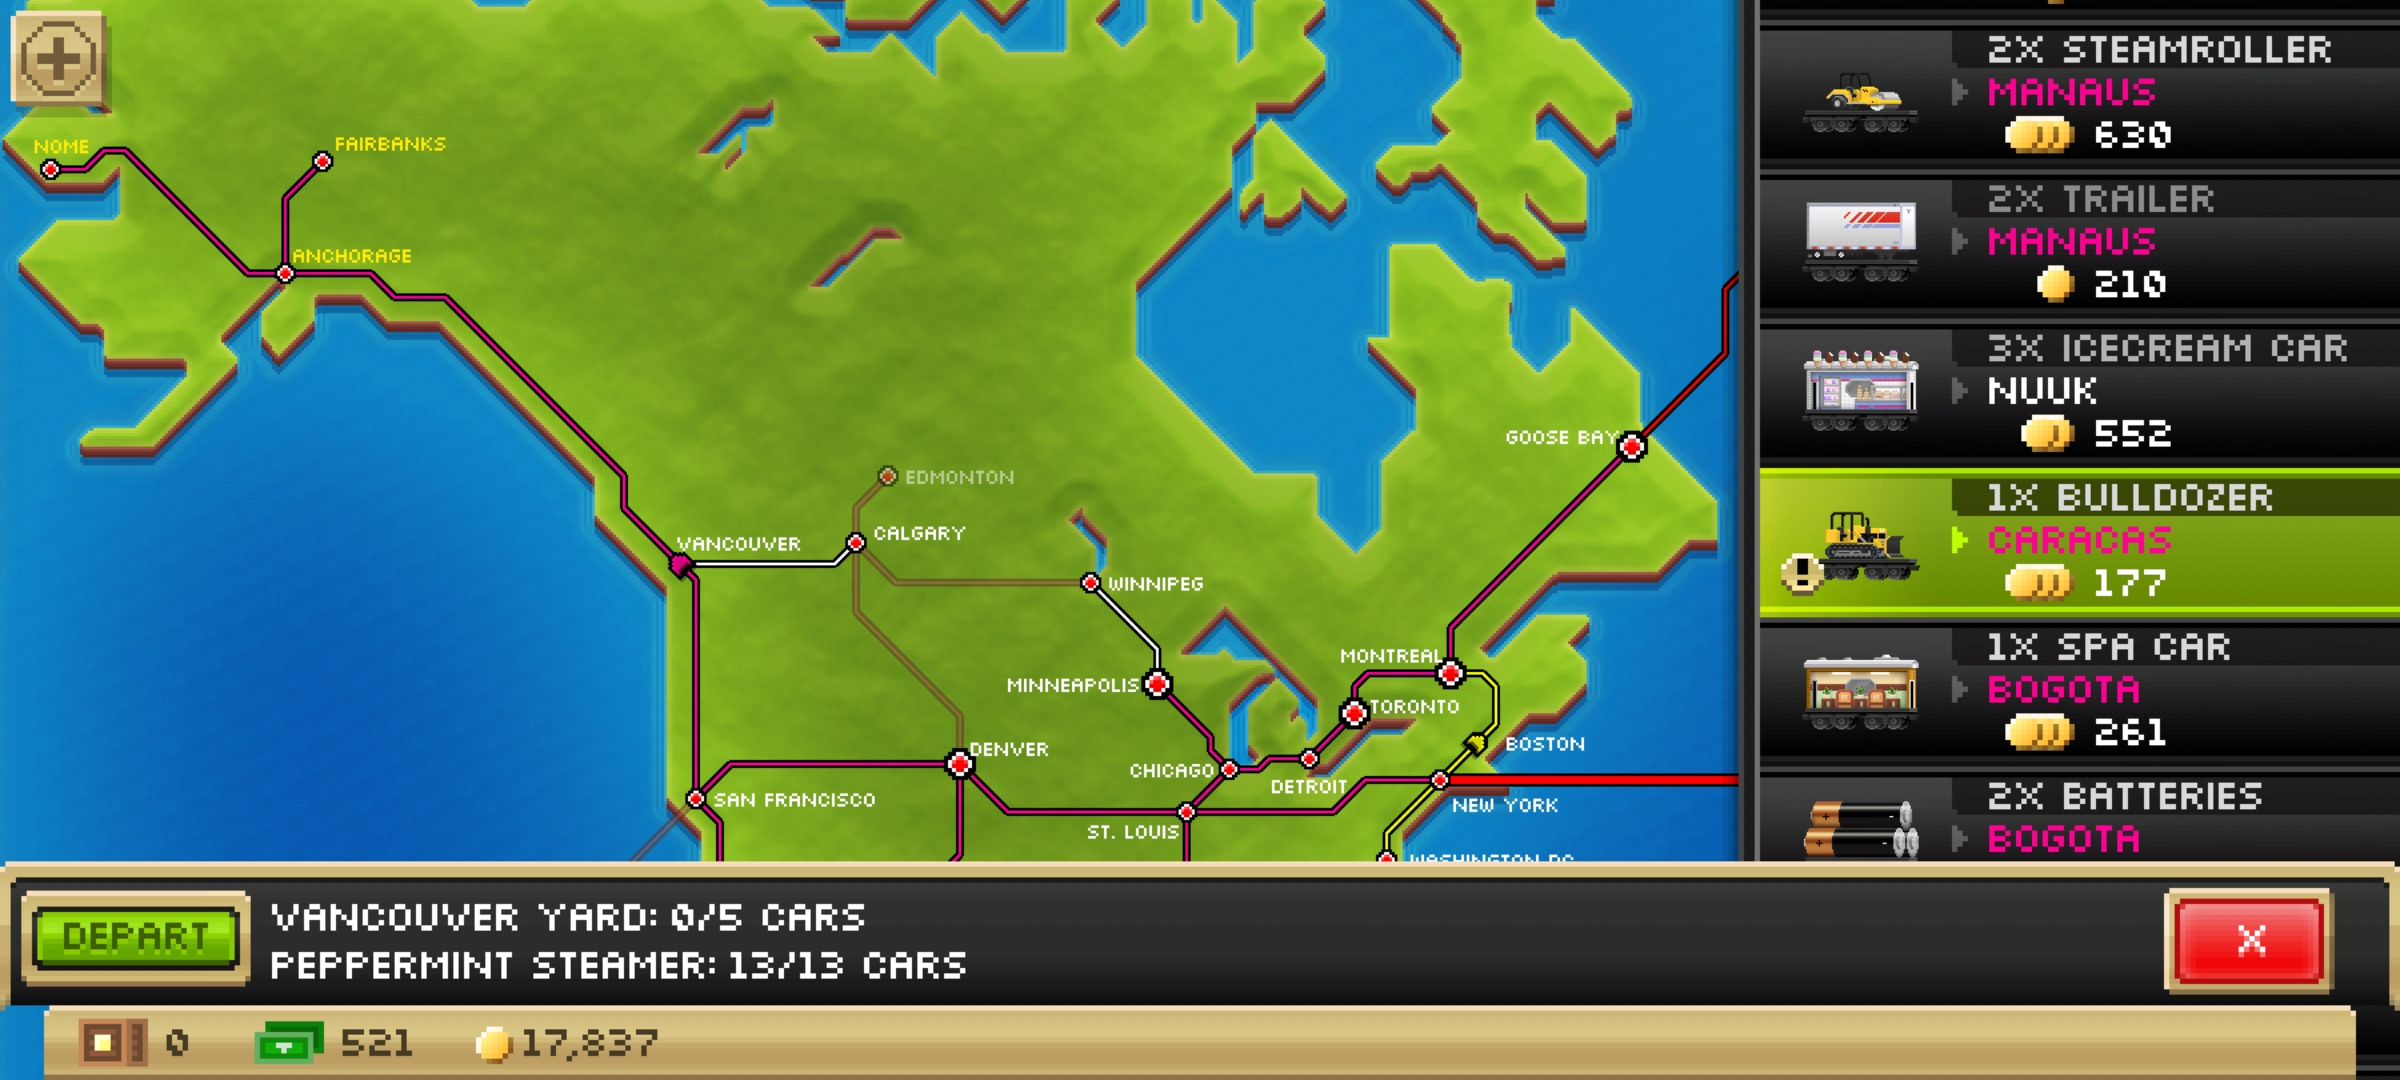 NOME
FAIRBANKS
ANCHORAGE
EDMONTON
CALGARY
VANCOUVER
WINNIPEG
GOOSE BAY
MINNEAPOLIS
MONTREAL
TORONTO
BOSTON
DENVER
CHICAGO
DETROIT
SAN FRANCISCO
NEW YORK
ST. LOUIS
WASHINGTON DC
2X STEAMROLLER
MANAUS
630
2X TRAILER
MANAUS
210
3X ICECREAM CAR
NUUK
552
1X BULLDOZER
CARACAS
177
1X SPA CAR
BOGOTA
261
2X BATTERIES
BOGOTA
DEPART
VANCOUVER YARD: 0/5 CARS
PEPPERMINT STEAMER: 13/13 CARS
X
0
521
17,837